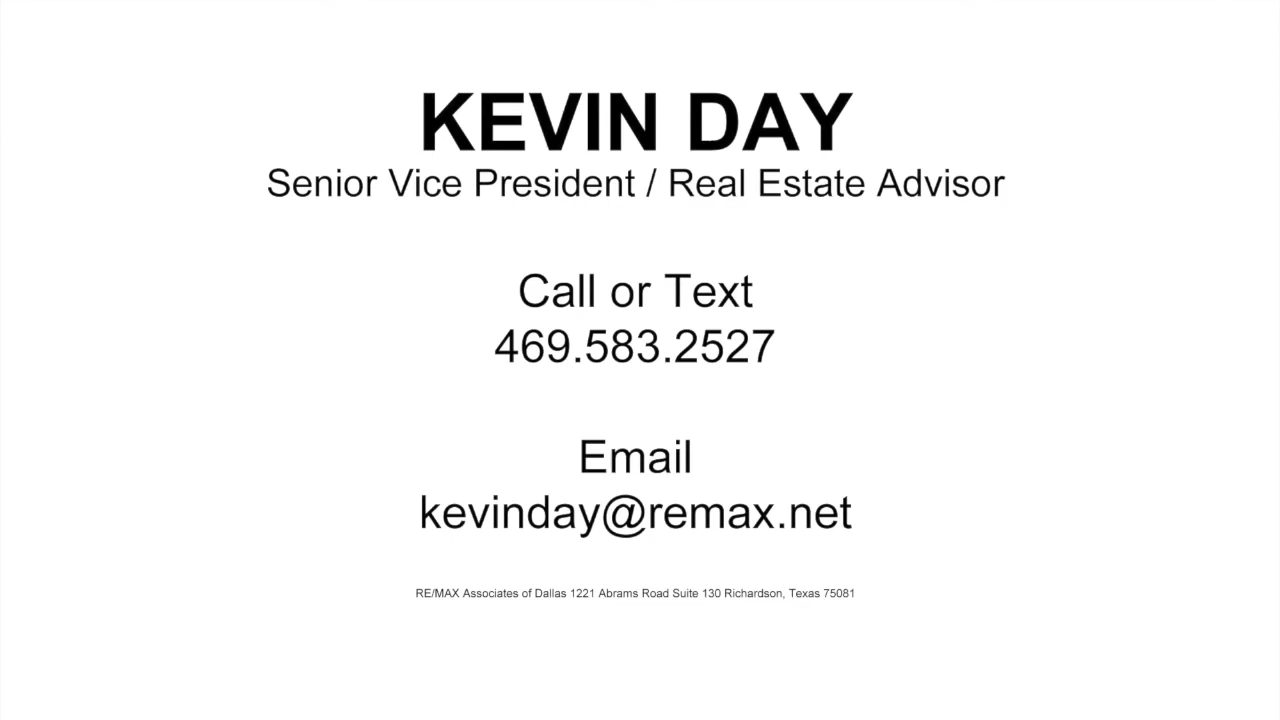 KEVIN DAY
Senior Vice President / Real Estate Advisor
Call or Text
469.583.2527
Email
kevinday@remax.net
RE/MAX Associates of Dallas 1221 Abrams Road Suite 130 Richardson, Texas 75081